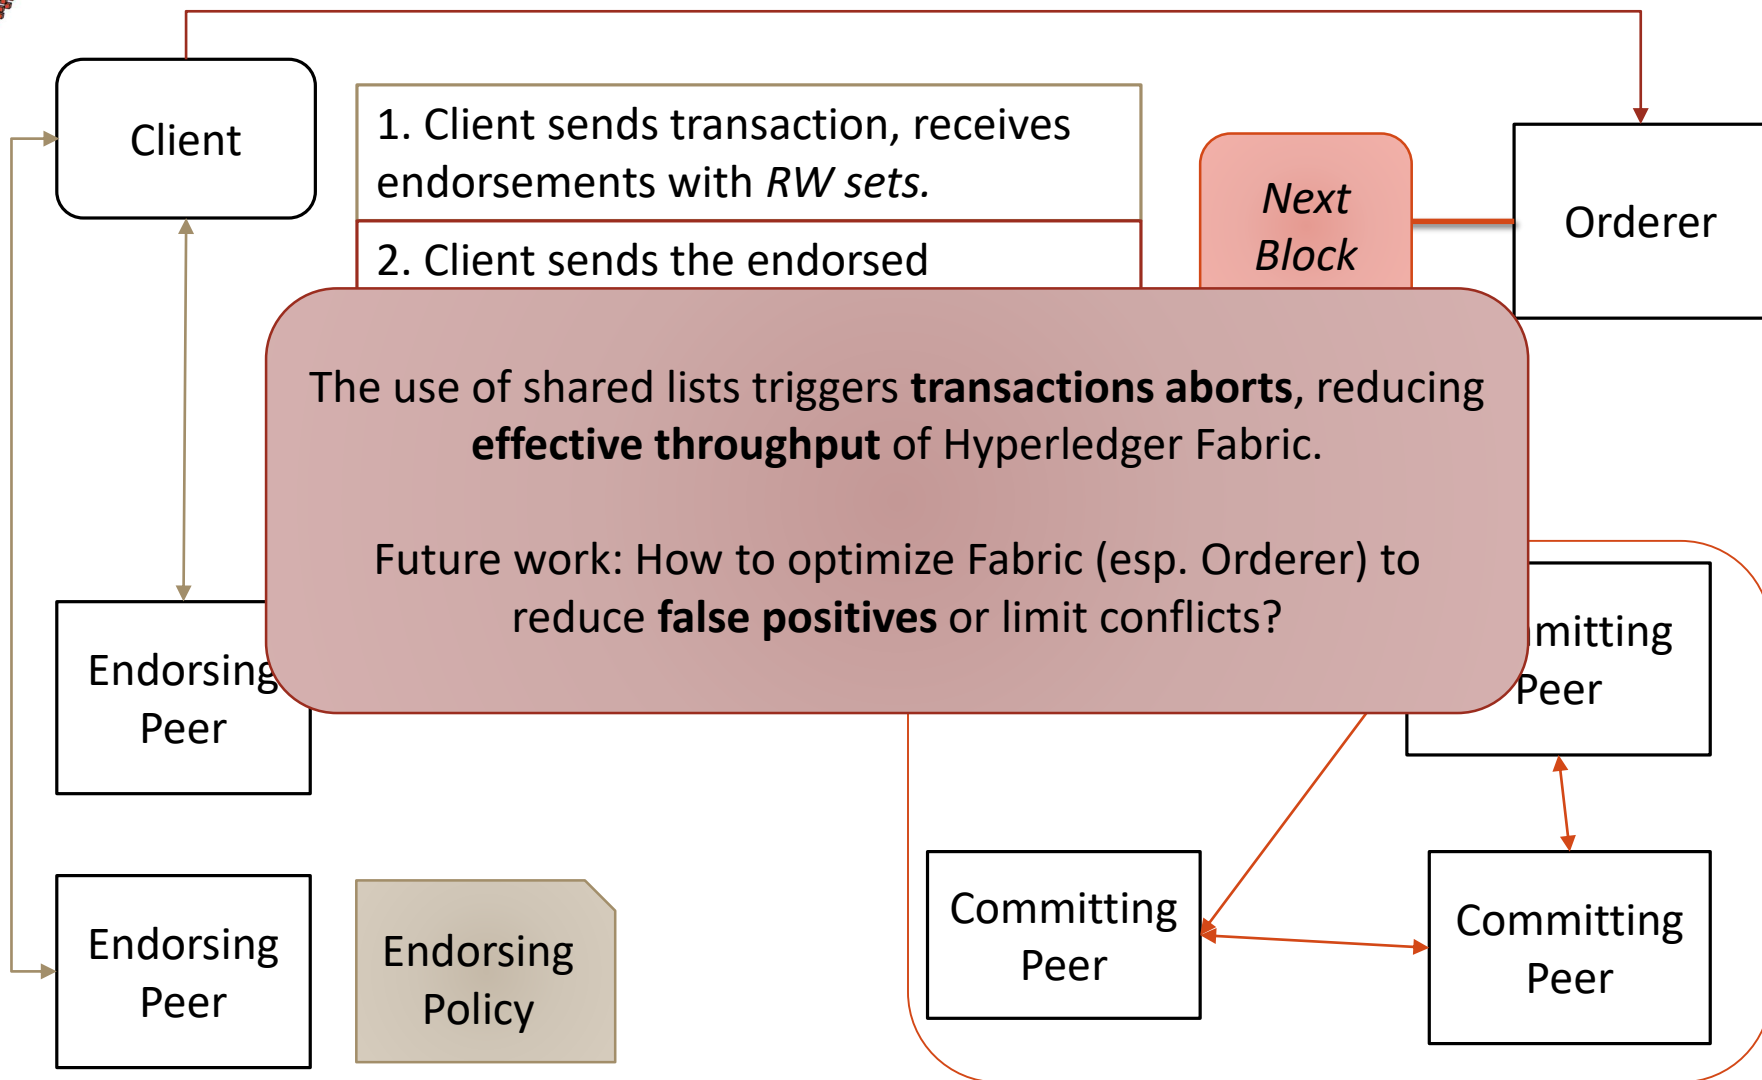 Client
1. Client sends transaction, receives
endorsements with RW sets.
2. Client sends the endorsed
Next
Block
Orderer
The use of shared lists triggers transactions aborts, reducing
effective throughput of Hyperledger Fabric.
Future work: How to optimize Fabric (esp. Orderer) to
reduce false positives or limit conflicts?
Endorsing
Peer
mitting
Peer
Endorsing
Peer
Endorsing
Policy
Committing
Peer
Committing
Peer